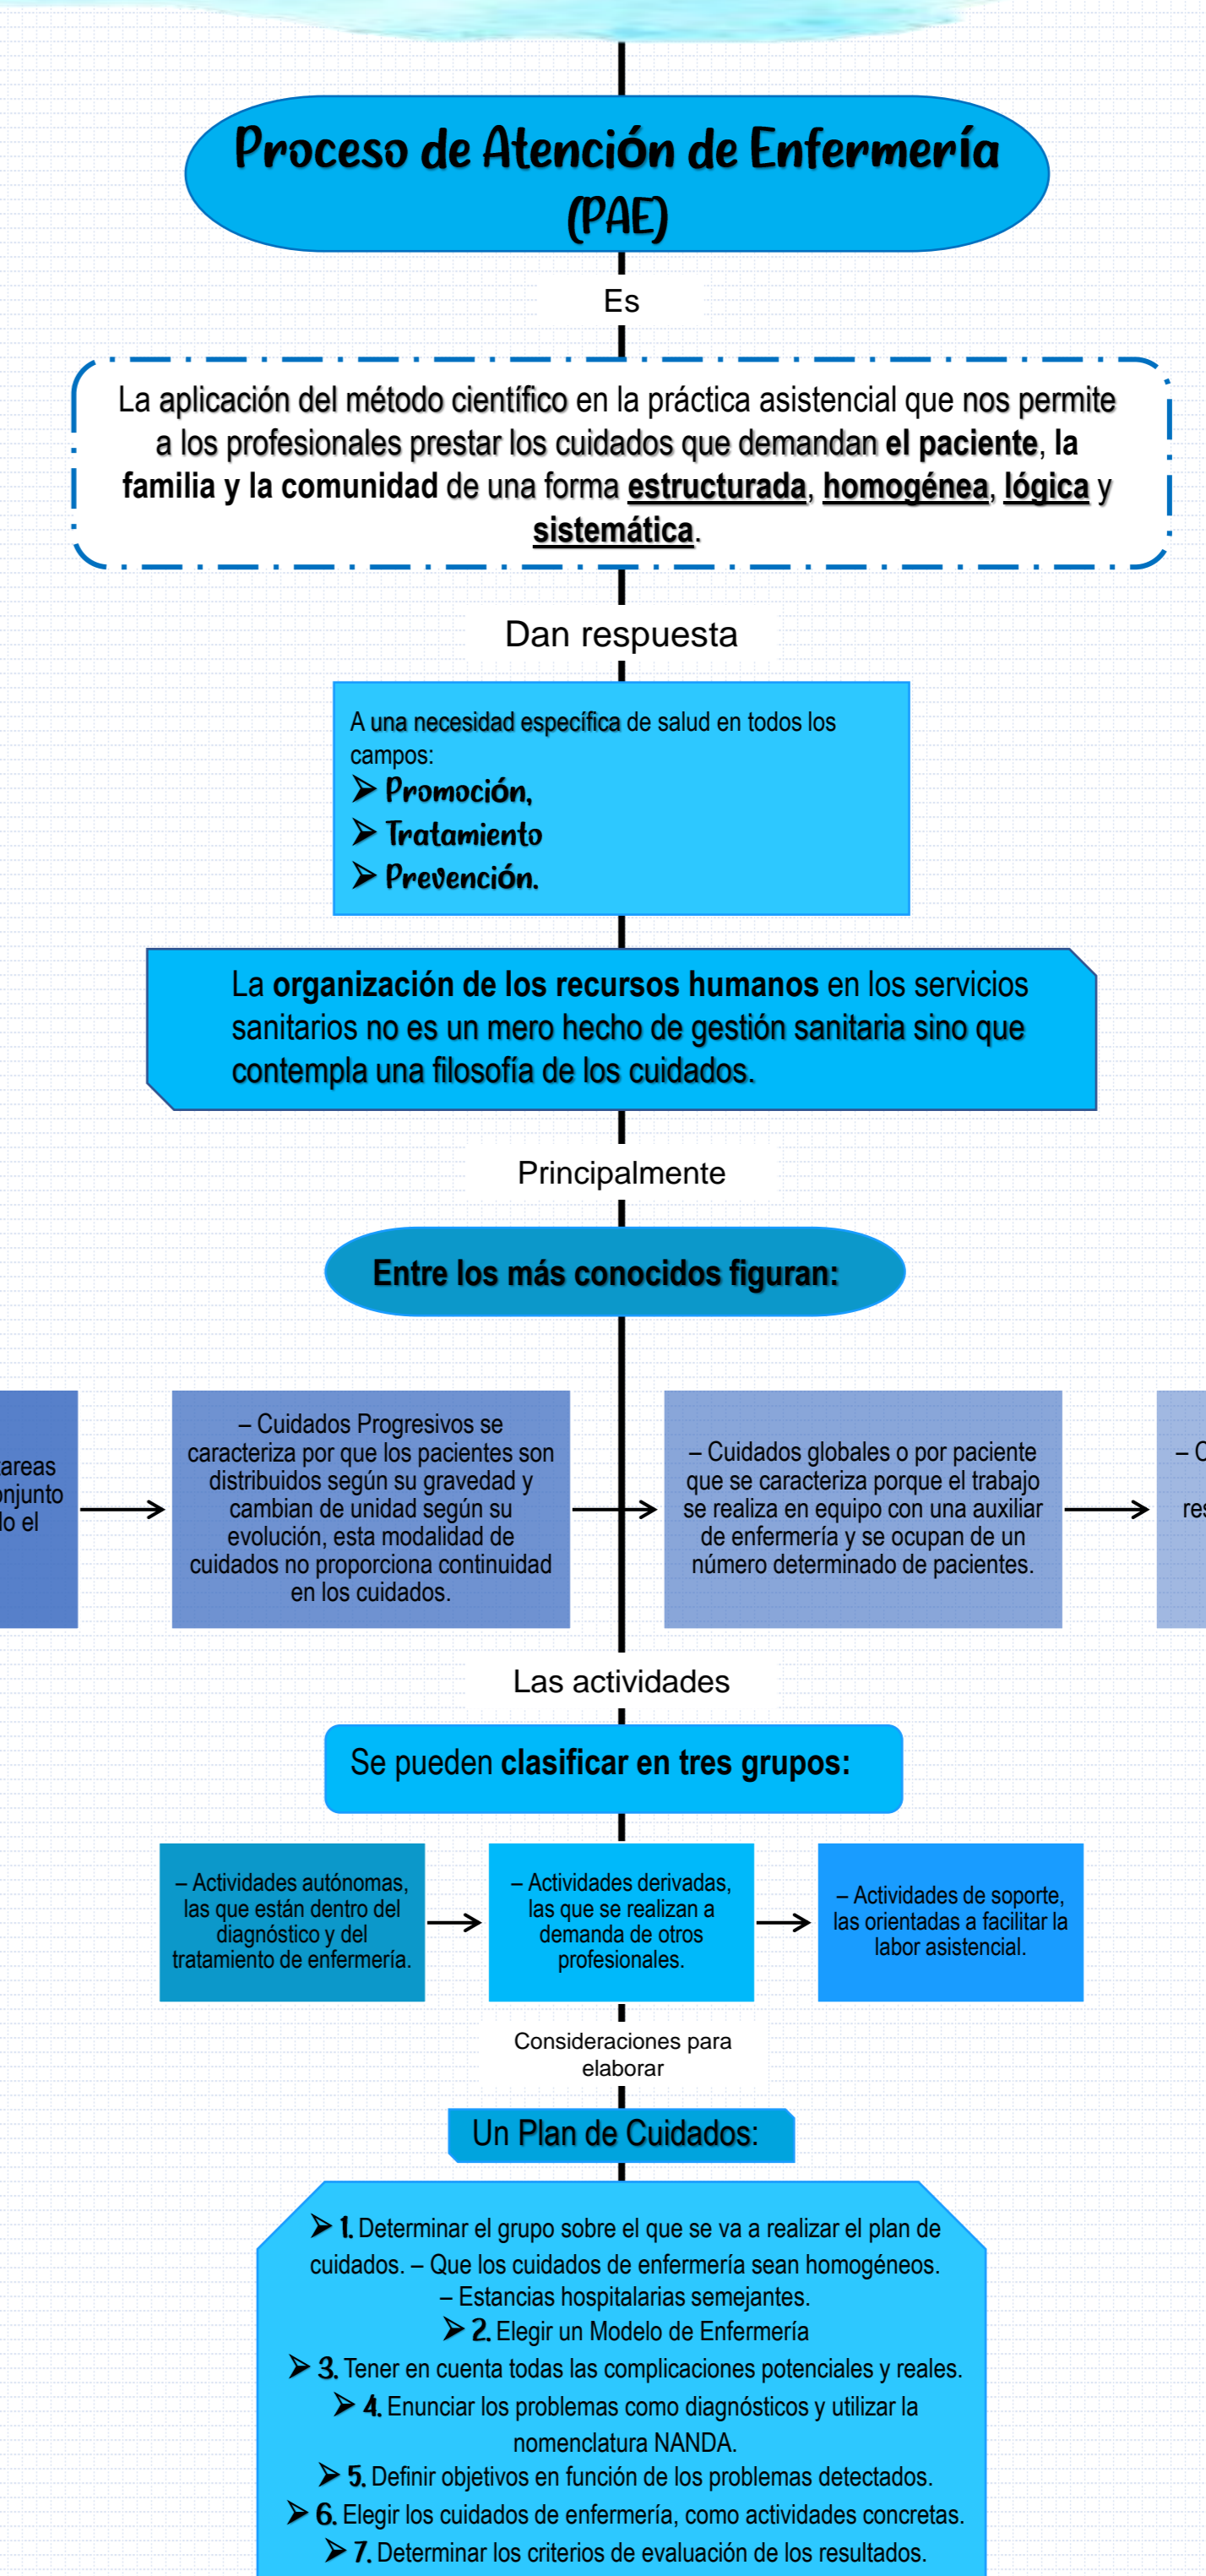 Proceso de Atención de Enfermería
(PAE)
Es
La aplicación del método científico en la práctica asistencial que nos permite
a los profesionales prestar los cuidados que demandan el paciente, la
familia y la comunidad de una forma estructurada, homogénea, lógica y
sistemática.
Dan respuesta
A una necesidad específica de salud en todos los
campos:
➢ Promoción,
➢ Tratamiento
➢ Prevención.
La organización de los recursos humanos en los servicios
sanitarios no es un mero hecho de gestión sanitaria sino que
contempla una filosofía de los cuidados.
Principalmente
Entre los más conocidos figuran:
– Cuidados Progresivos se
caracteriza por que los pacientes son
distribuidos según su gravedad y
cambian de unidad según su
evolución, esta modalidad de
cuidados no proporciona continuidad
en los cuidados.
– Cuidados globales o por paciente
que se caracteriza porque el trabajo
se realiza en equipo con una auxiliar
de enfermería y se ocupan de un
número determinado de pacientes.
Las actividades
Se pueden clasificar en tres grupos:
– Actividades autónomas,
las que están dentro del
diagnóstico y del
tratamiento de enfermería.
– Actividades derivadas,
las que se realizan a
demanda de otros
profesionales.
– Actividades de soporte,
las orientadas a facilitar la
labor asistencial.
Consideraciones para
elaborar
Un Plan de Cuidados:
➢ 1. Determinar el grupo sobre el que se va a realizar el plan de
cuidados. – Que los cuidados de enfermería sean homogéneos.
– Estancias hospitalarias semejantes.
➢ 2. Elegir un Modelo de Enfermería
➢ 3. Tener en cuenta todas las complicaciones potenciales y reales.
➢ 4. Enunciar los problemas como diagnósticos y utilizar la
nomenclatura NANDA.
➢ 5. Definir objetivos en función de los problemas detectados.
➢ 6. Elegir los cuidados de enfermería, como actividades concretas.
➢ 7. Determinar los criterios de evaluación de los resultados.